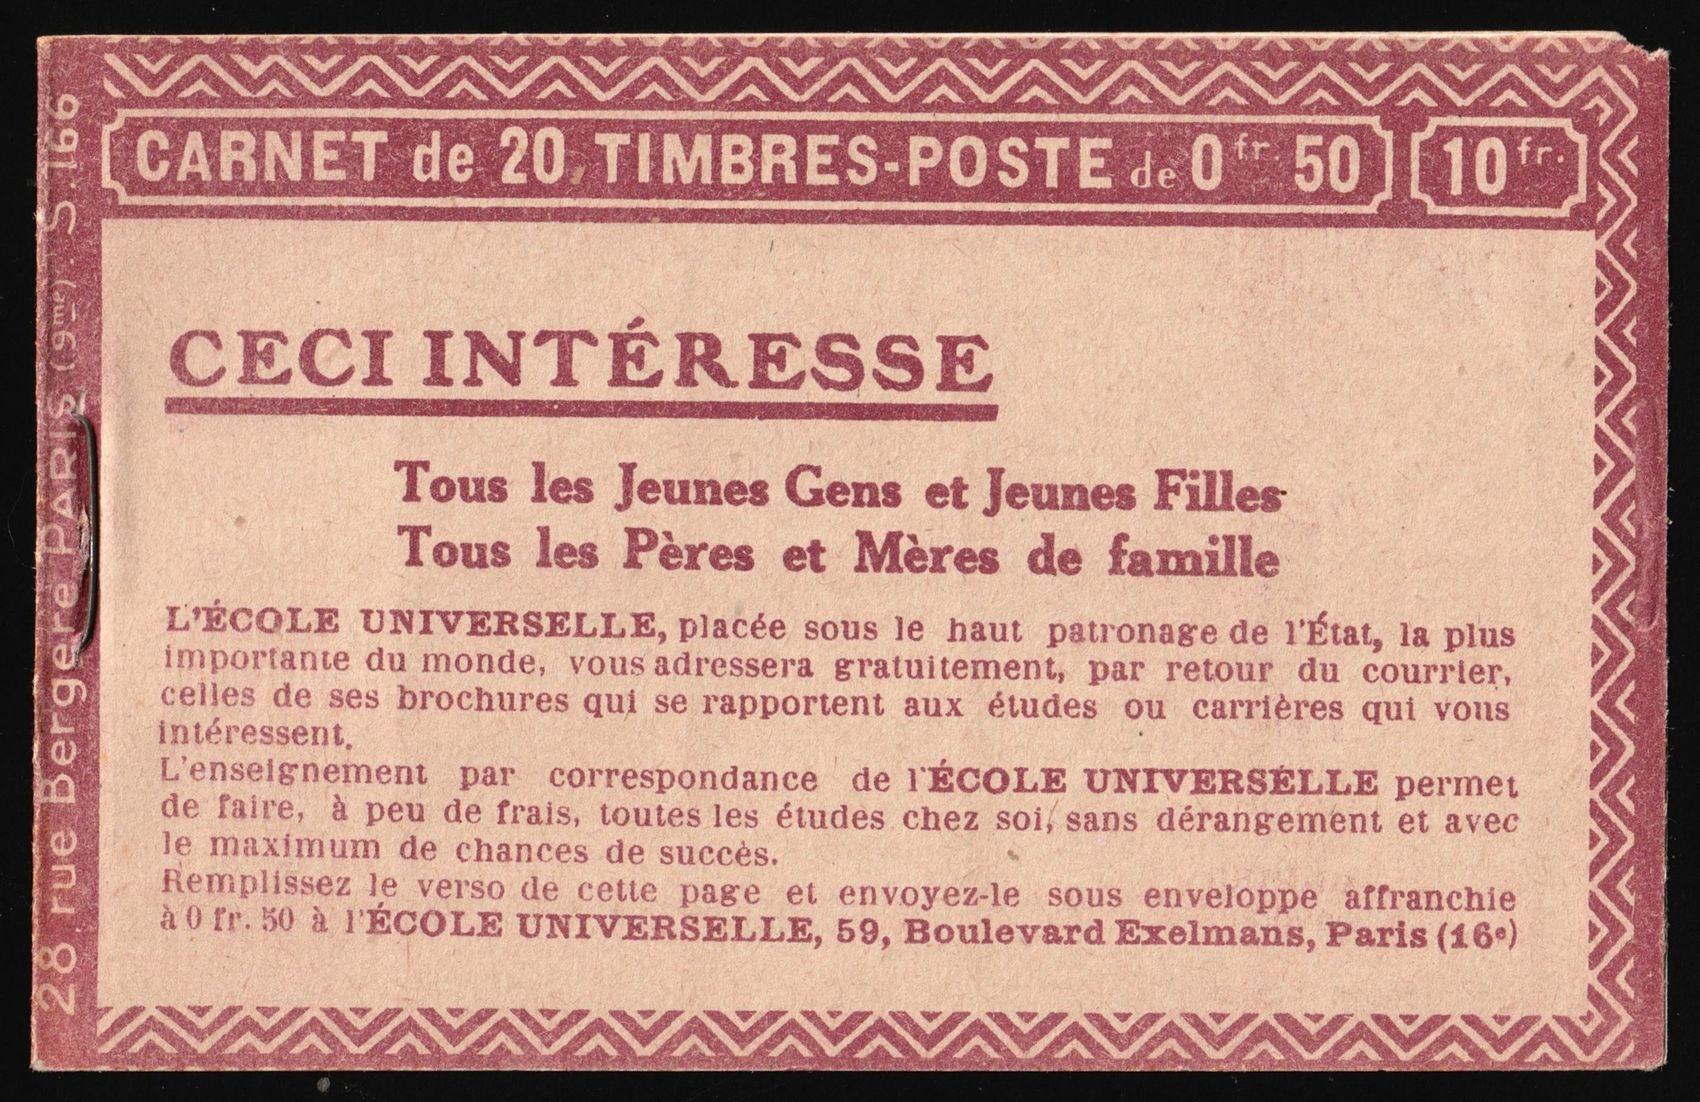 CARNET de 20 TIMBRES-POSTE de 0 fr. 50 10 fr.
CECI INTÉRESSE
Tous les Jeunes Gens et Jeunes Filles
Tous les Pères et Mères de famille
L'ÉCOLE UNIVERSELLE, placée sous le haut patronage de l'État, la plus
importante du monde, vous adressera gratuitement, par retour du courrier,
celles de ses brochures qui se rapportent aux études ou carrières qui vous
intéressent.
L'enseignement par correspondance de l'ÉCOLE UNIVERSELLE permet
de faire, à peu de frais, toutes les études chez soi, sans dérangement et avec
le maximum de chances de succès.
Remplissez le verso de cette page et envoyez-le sous enveloppe affranchie
à 0 fr. 50 à l'ÉCOLE UNIVERSELLE, 59, Boulevard Exelmans, Paris (16e)
28 rue Bergère PARIS (9me). S.166